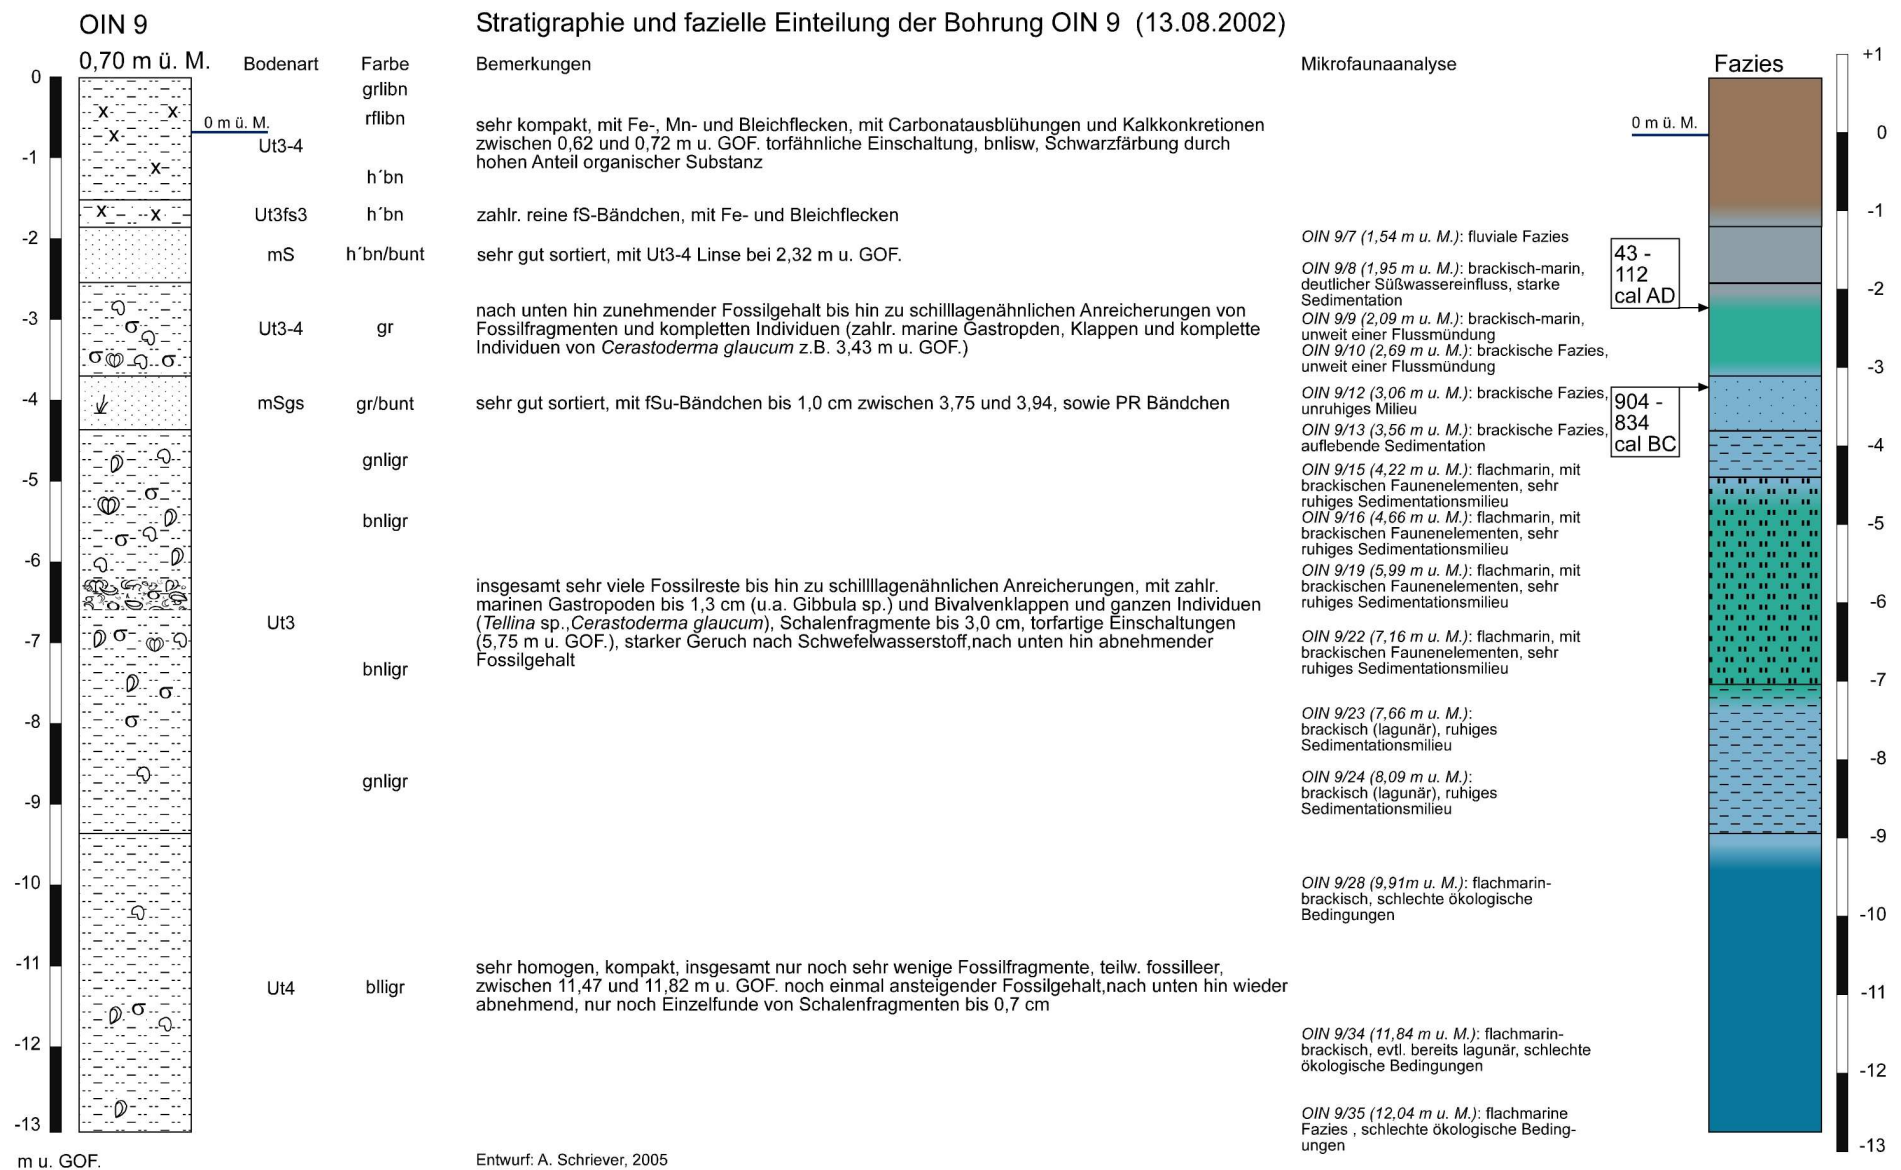 OIN 9
Stratigraphie und fazielle Einteilung der Bohrung OIN 9 (13.08.2002)
0,70 m ü. M.
Bodenart
Farbe
Bemerkungen
Mikrofaunaanalyse
Fazies
0
-1
-2
-3
-4
-5
-6
-7
-8
-9
-10
-11
-12
-13
m u. GOF.
0 m ü. M.
Ut3-4
Ut3fs3
mS
Ut3-4
mSgs
Ut3
Ut4
grlibn
rflibn
h´bn
h´bn
h´bn/bunt
gr
gr/bunt
gnligr
bnligr
bnligr
gnligr
blligr
sehr kompakt, mit Fe-, Mn- und Bleichflecken, mit Carbonatausblühungen und Kalkkonkretionen
zwischen 0,62 und 0,72 m u. GOF. torfähnliche Einschaltung, bnlisw, Schwarzfärbung durch
hohen Anteil organischer Substanz
zahlr. reine fS-Bändchen, mit Fe- und Bleichflecken
sehr gut sortiert, mit Ut3-4 Linse bei 2,32 m u. GOF.
nach unten hin zunehmender Fossilgehalt bis hin zu schilllagenähnlichen Anreicherungen von
Fossilfragmenten und kompletten Individuen (zahlr. marine Gastropden, Klappen und komplette
Individuen von Cerastoderma glaucum z.B. 3,43 m u. GOF.)
sehr gut sortiert, mit fSu-Bändchen bis 1,0 cm zwischen 3,75 und 3,94, sowie PR Bändchen
insgesamt sehr viele Fossilreste bis hin zu schillllagenähnlichen Anreicherungen, mit zahlr.
marinen Gastropoden bis 1,3 cm (u.a. Gibbula sp.) und Bivalvenklappen und ganzen Individuen
(Tellina sp.,Cerastoderma glaucum), Schalenfragmente bis 3,0 cm, torfartige Einschaltungen
(5,75 m u. GOF.), starker Geruch nach Schwefelwasserstoff,nach unten hin abnehmender
Fossilgehalt
sehr homogen, kompakt, insgesamt nur noch sehr wenige Fossilfragmente, teilw. fossilleer,
zwischen 11,47 und 11,82 m u. GOF. noch einmal ansteigender Fossilgehalt,nach unten hin wieder
abnehmend, nur noch Einzelfunde von Schalenfragmenten bis 0,7 cm
Entwurf: A. Schriever, 2005
OIN 9/7 (1,54 m u. M.): fluviale Fazies
OIN 9/8 (1,95 m u. M.): brackisch-marin,
deutlicher Süßwassereinfluss, starke
Sedimentation
OIN 9/9 (2,09 m u. M.): brackisch-marin,
unweit einer Flussmündung
OIN 9/10 (2,69 m u. M.): brackische Fazies,
unweit einer Flussmündung
OIN 9/12 (3,06 m u. M.): brackische Fazies,
unruhiges Milieu
OIN 9/13 (3,56 m u. M.): brackische Fazies,
auflebende Sedimentation
OIN 9/15 (4,22 m u. M.): flachmarin, mit
brackischen Faunenelementen, sehr
ruhiges Sedimentationsmilieu
OIN 9/16 (4,66 m u. M.): flachmarin, mit
brackischen Faunenelementen, sehr
ruhiges Sedimentationsmilieu
OIN 9/19 (5,99 m u. M.): flachmarin, mit
brackischen Faunenelementen, sehr
ruhiges Sedimentationsmilieu
OIN 9/22 (7,16 m u. M.): flachmarin, mit
brackischen Faunenelementen, sehr
ruhiges Sedimentationsmilieu
OIN 9/23 (7,66 m u. M.):
brackisch (lagunär), ruhiges
Sedimentationsmilieu
OIN 9/24 (8,09 m u. M.):
brackisch (lagunär), ruhiges
Sedimentationsmilieu
OIN 9/28 (9,91m u. M.): flachmarin-
brackisch, schlechte ökologische
Bedingungen
OIN 9/34 (11,84 m u. M.): flachmarin-
brackisch, evtl. bereits lagunär, schlechte
ökologische Bedingungen
OIN 9/35 (12,04 m u. M.): flachmarine
Fazies , schlechte ökologische Beding-
ungen
0 m ü. M.
43 -
112
cal AD
904 -
834
cal BC
+1
0
-1
-2
-3
-4
-5
-6
-7
-8
-9
-10
-11
-12
-13